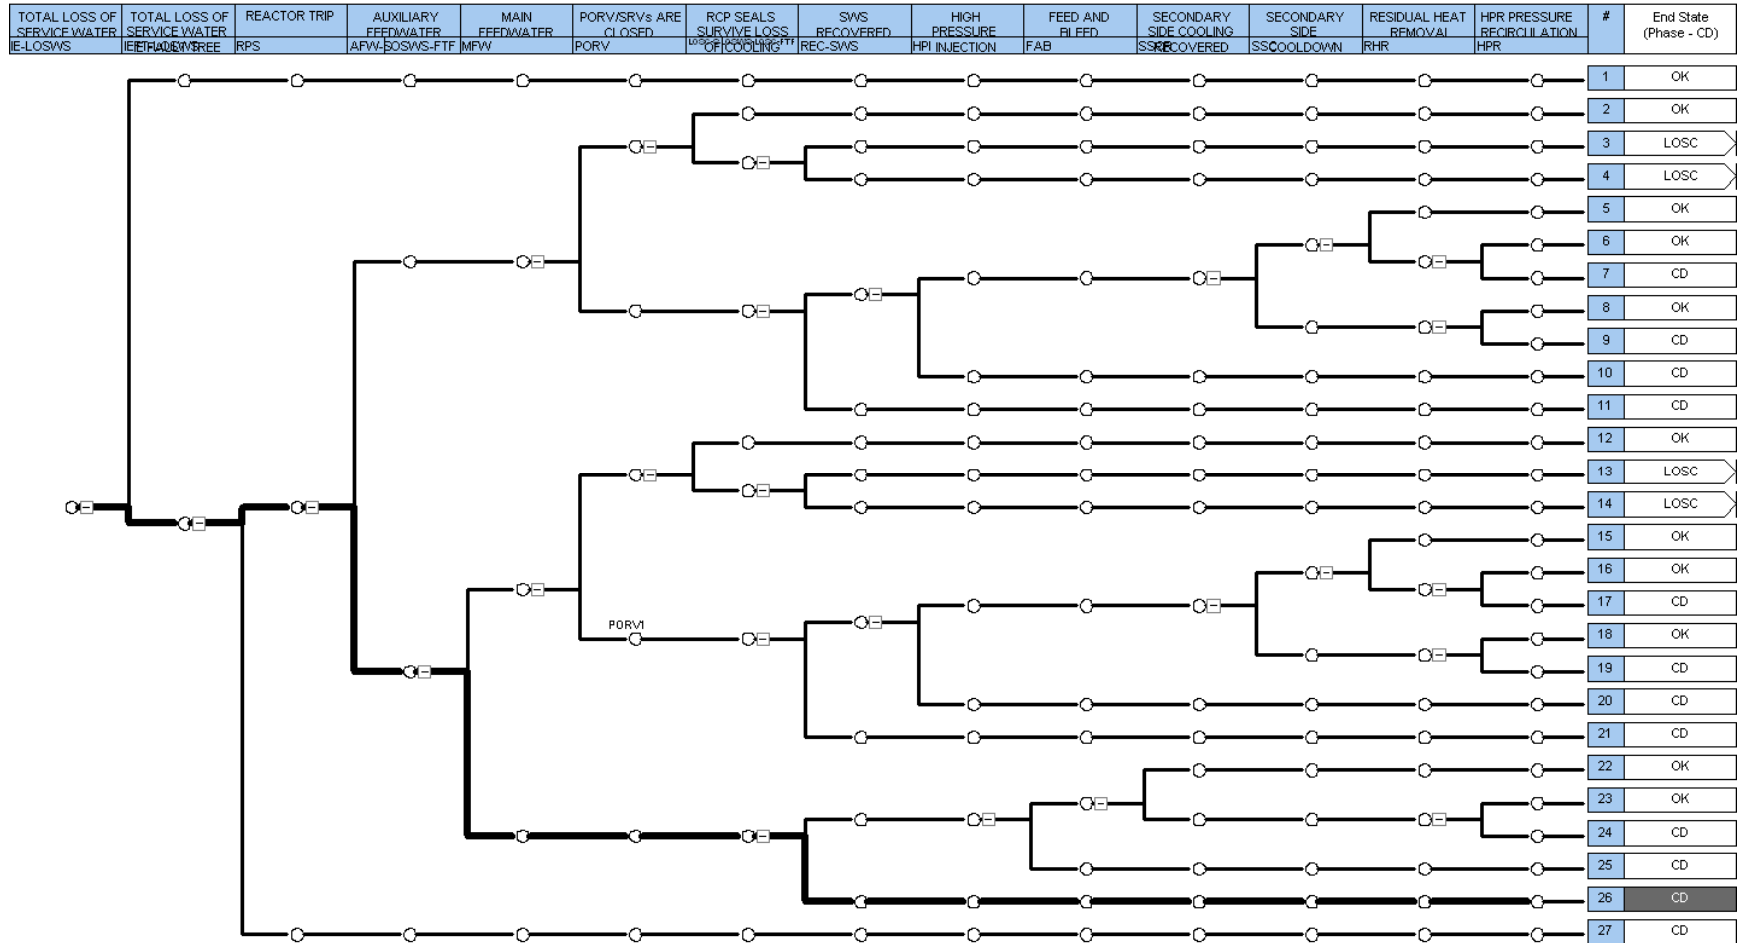 TOTAL LOSS OF SERVICE WATER
TOTAL LOSS OF SERVICE WATER
REACTOR TRIP
AUXILIARY FEEDWATER
MAIN FEEDWATER
PORV/SRVs ARE CLOSED
RCP SEALS SURVIVE LOSS OF COOLING
SWS RECOVERED
HIGH PRESSURE INJECTION
FEED AND BLEED
SECONDARY SIDE COOLING RECOVERED
SECONDARY SIDE COOLDOWN
RESIDUAL HEAT REMOVAL
HPR PRESSURE RECIRCULATION
#
End State (Phase - CD)
IE-LOSWS
RPS
AFW-SOSWS-FTF
MFW
PORV
REC-SWS
HPI
FAB
SSC
RHR
HPR
1 OK
2 OK
3 LOSC
4 LOSC
5 OK
6 OK
7 CD
8 OK
9 CD
10 CD
11 CD
12 OK
13 LOSC
14 LOSC
15 OK
16 OK
17 CD
PORV1
18 OK
19 CD
20 CD
21 CD
22 OK
23 OK
24 CD
25 CD
26 CD
27 CD